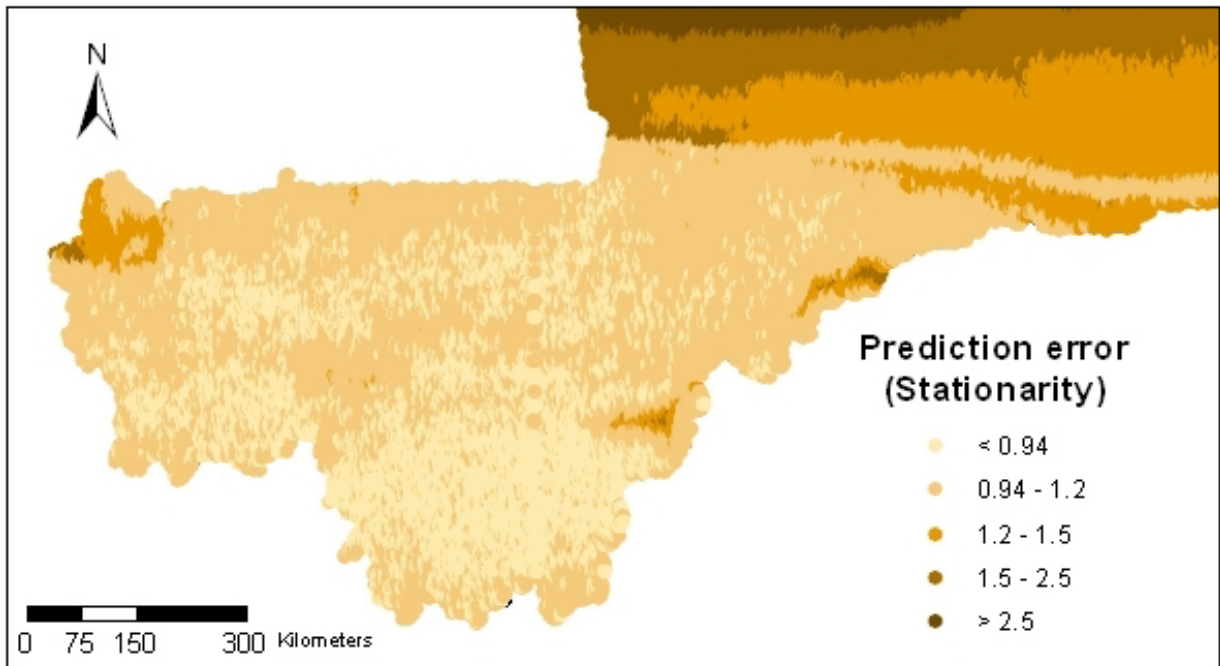 N
Prediction error
(Stationarity)
< 0.94
0.94 - 1.2
1.2 - 1.5
1.5 - 2.5
> 2.5
0 75 150 300 Kilometers